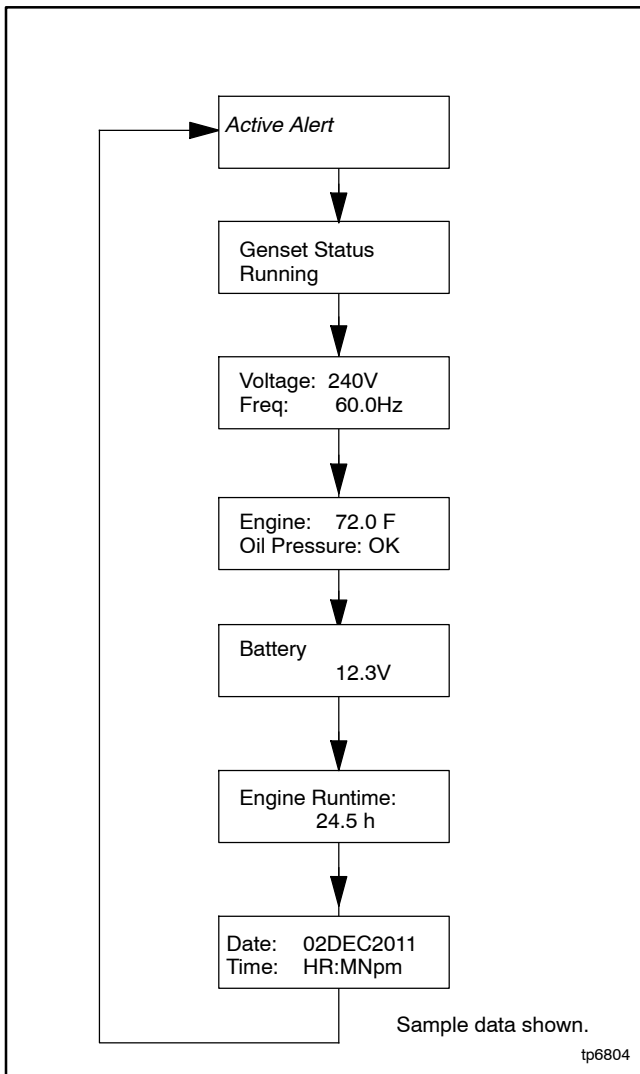 Active Alert
Genset Status
Running
Voltage: 240V
Freq: 60.0Hz
Engine: 72.0 F
Oil Pressure: OK
Battery
12.3V
Engine Runtime:
24.5 h
Date: 02DEC2011
Time: HR:MNpm
Sample data shown.
tp6804